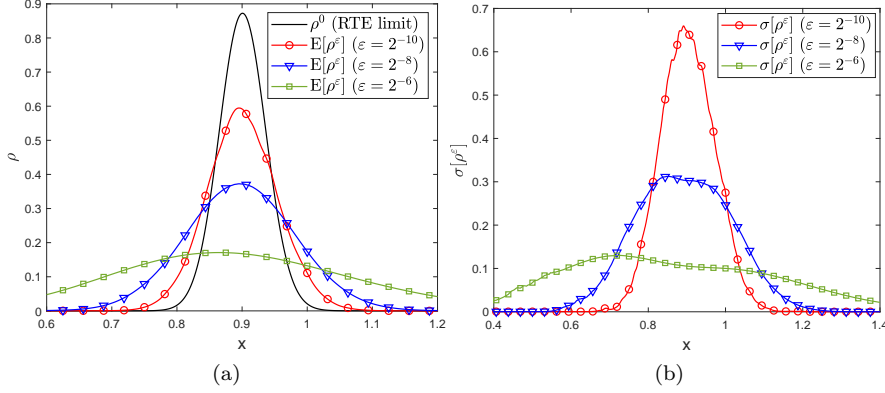 0.9
0.8
0.7
0.6
0.5
0.4
0.3
0.2
0.1
0
ρ
0.6 0.7 0.8 0.9 1 1.1 1.2
x
ρ⁰ (RTE limit)
E[ρ^ε] (ε = 2⁻¹⁰)
E[ρ^ε] (ε = 2⁻⁸)
E[ρ^ε] (ε = 2⁻⁶)
(a)
0.7
0.6
0.5
0.4
0.3
0.2
0.1
0
σ[ρ^ε]
0.4 0.6 0.8 1 1.2 1.4
x
σ[ρ^ε] (ε = 2⁻¹⁰)
σ[ρ^ε] (ε = 2⁻⁸)
σ[ρ^ε] (ε = 2⁻⁶)
(b)